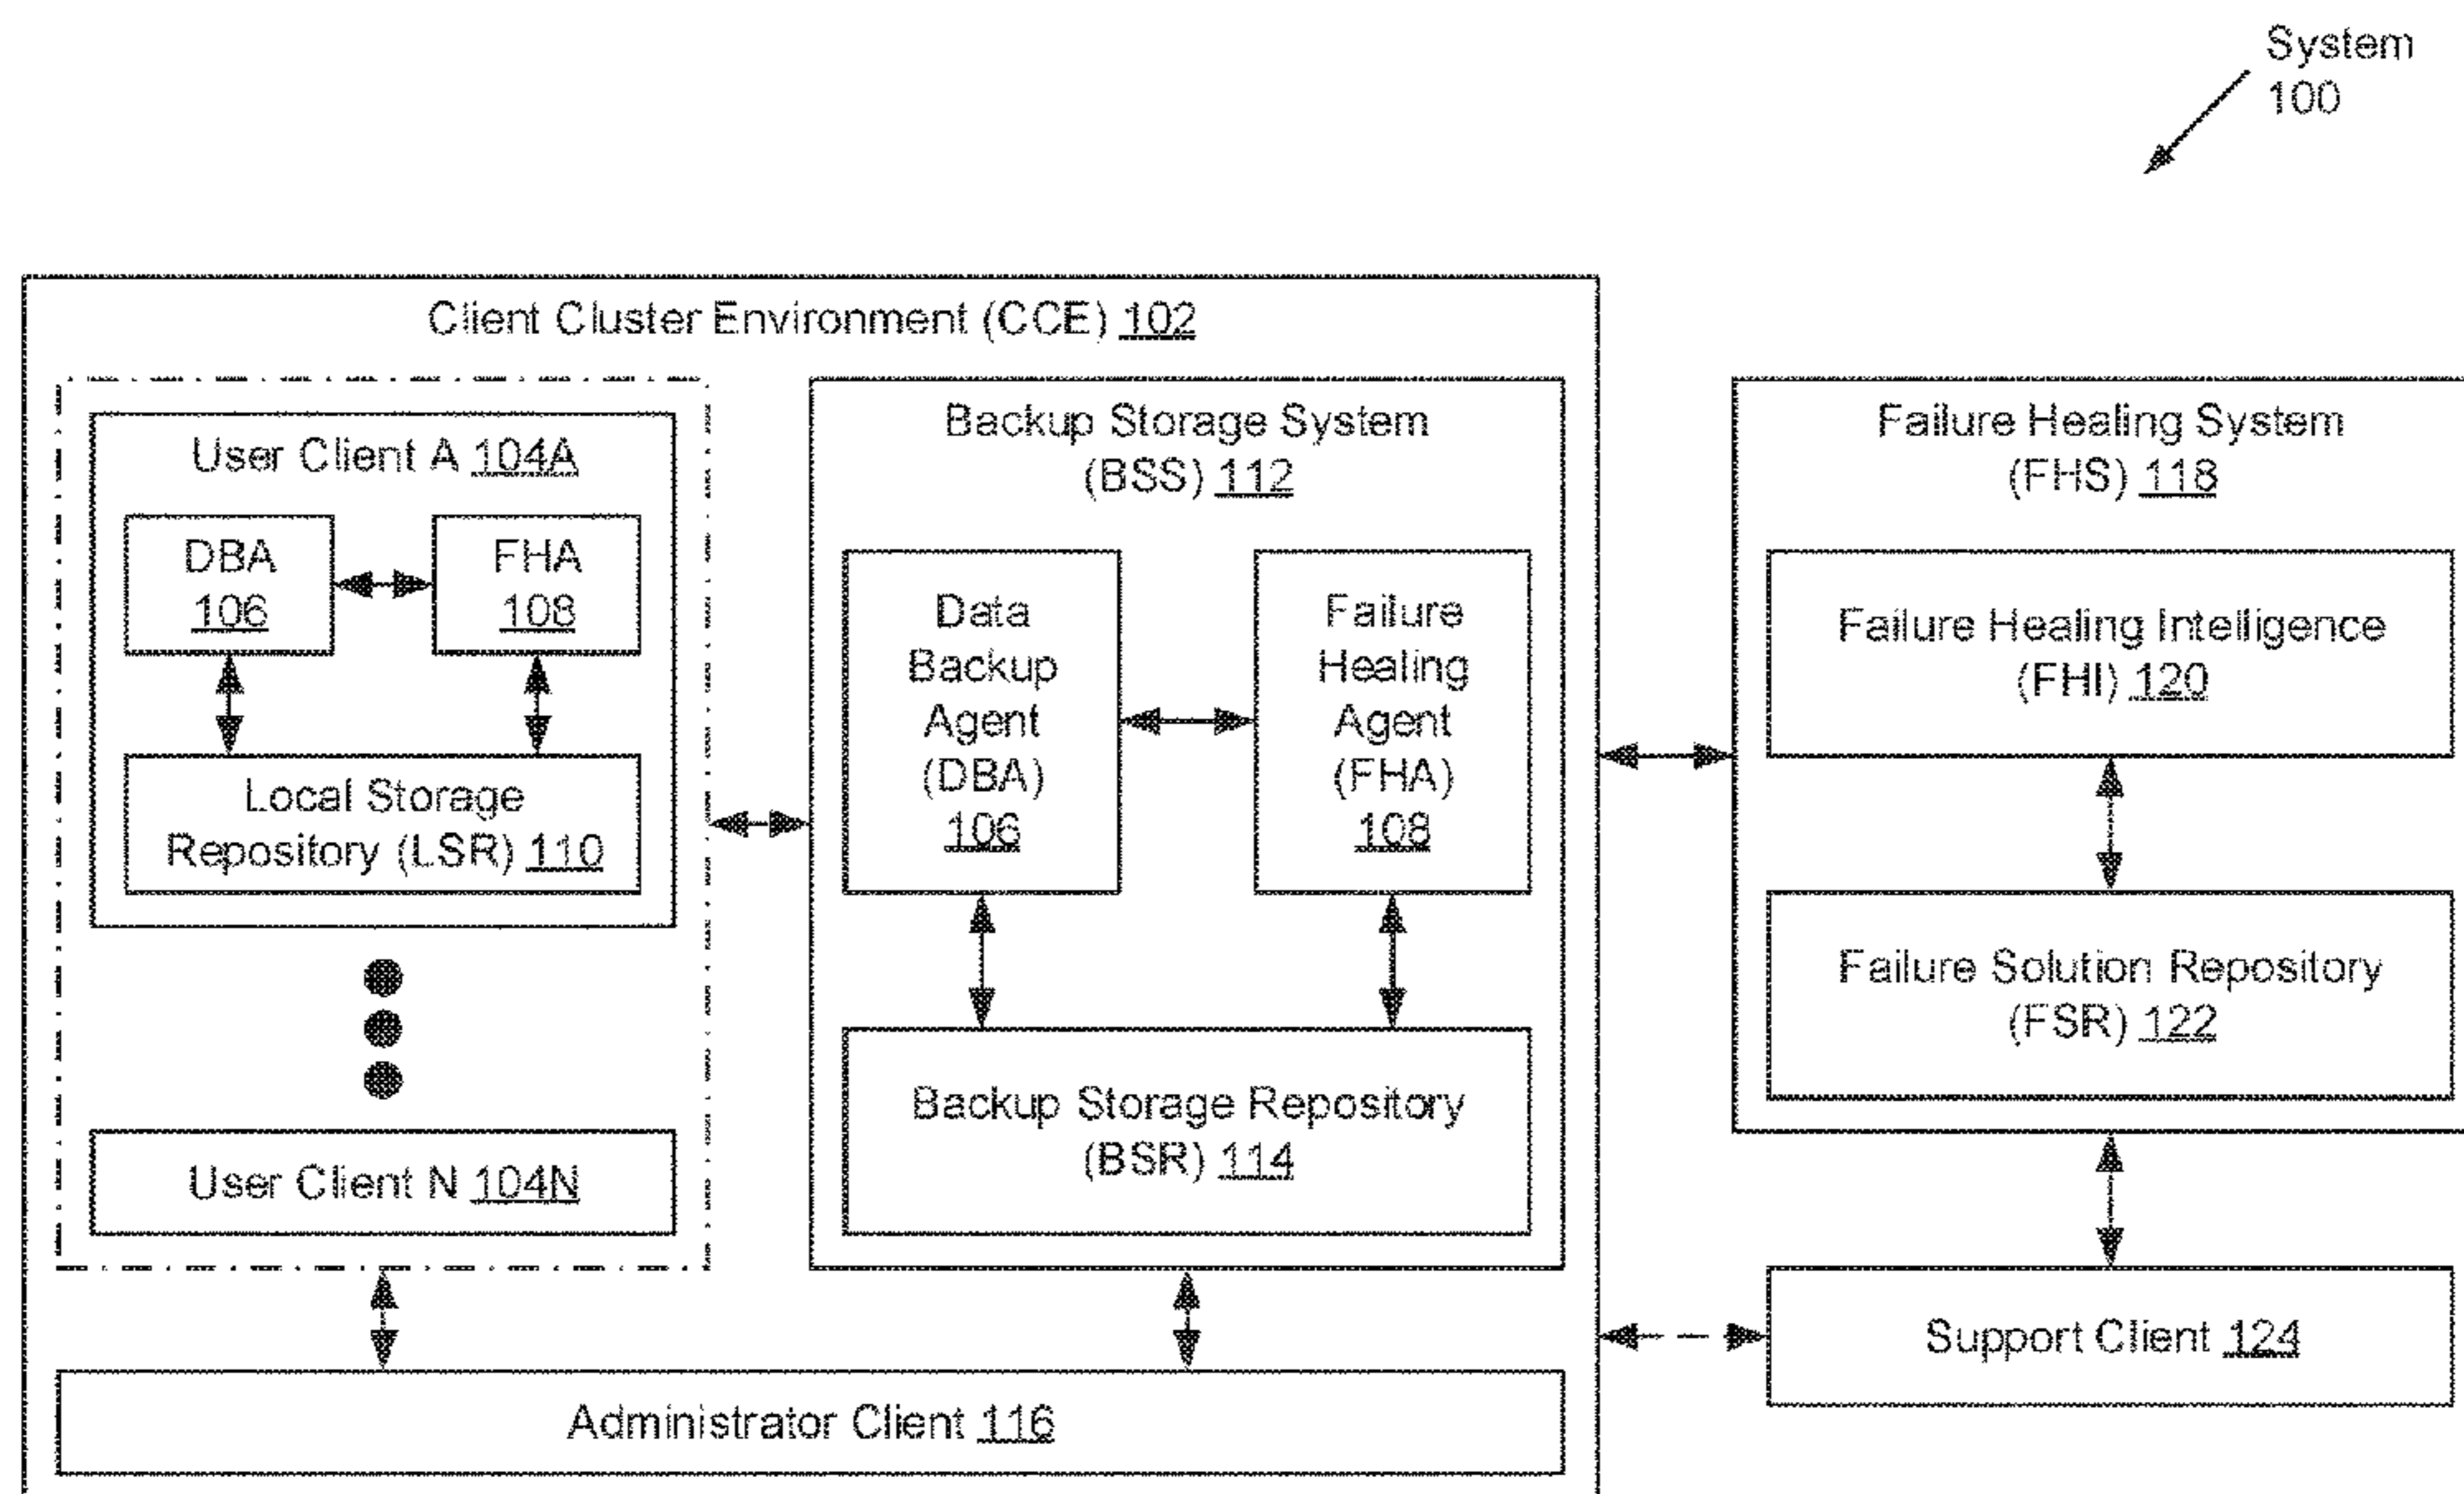 System
100
Client Cluster Environment (CCE) 102
User Client A 104A
DBA
106
FHA
108
Local Storage
Repository (LSR) 110
User Client N 104N
Backup Storage System
(BSS) 112
Data
Backup
Agent
(DBA)
106
Failure
Healing
Agent
(FHA)
108
Backup Storage Repository
(BSR) 114
Administrator Client 116
Failure Healing System
(FHS) 118
Failure Healing Intelligence
(FHI) 120
Failure Solution Repository
(FSR) 122
Support Client 124